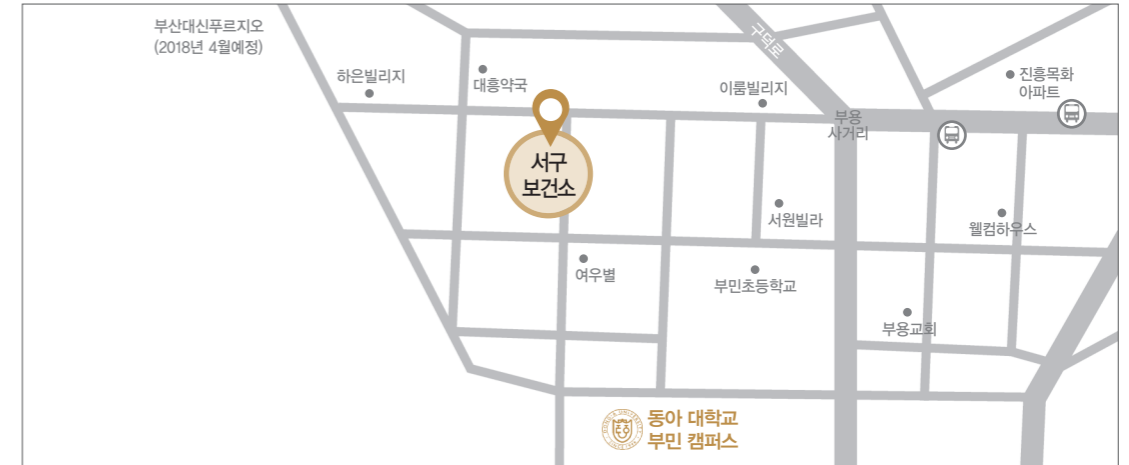 부산대신푸르지오
(2018년 4월예정)
구덕로
하은빌리지
대흥약국
이룸빌리지
진흥목화
아파트
부용
사거리
서구
보건소
서원빌라
웰컴하우스
여우별
부민초등학교
부용교회
동아 대학교
부민 캠퍼스